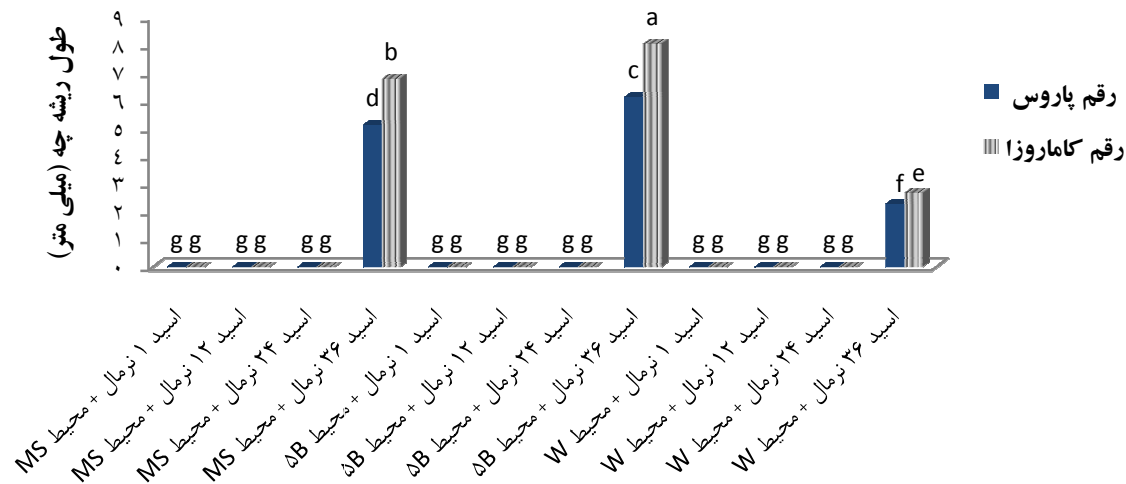 طول ریشه چه (میلی متر)
۹
۸
۷
۶
۵
۴
۳
۲
۱
۰
g g
g g
g g
d
b
g g
g g
g g
c
a
g g
g g
g g
f
e
اسید ۱ نرمال + محیط MS
اسید ۱۲ نرمال + محیط MS
اسید ۲۴ نرمال + محیط MS
اسید ۳۶ نرمال + محیط MS
اسید ۱ نرمال + محیط ۵B
اسید ۱۲ نرمال + محیط ۵B
اسید ۲۴ نرمال + محیط ۵B
اسید ۳۶ نرمال + محیط ۵B
اسید ۱ نرمال + محیط W
اسید ۱۲ نرمال + محیط W
اسید ۲۴ نرمال + محیط W
اسید ۳۶ نرمال + محیط W
رقم پاروس
رقم کاماروزا